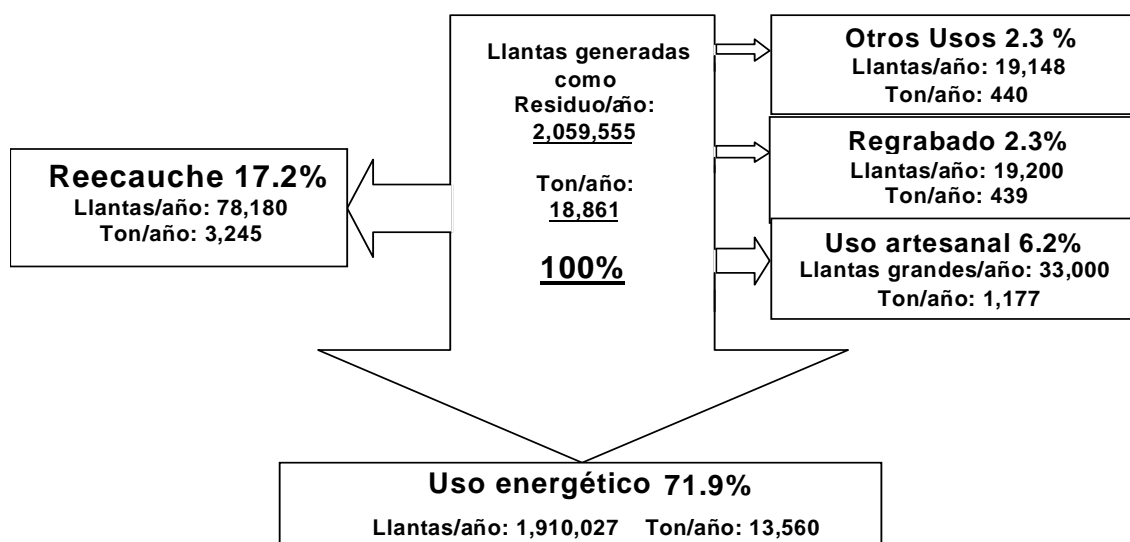 Llantas generadas
como
Residuo/año:
2,059,555
Ton/año:
18,861
100%
Otros Usos 2.3 %
Llantas/año: 19,148
Ton/año: 440
Regrabado 2.3%
Llantas/año: 19,200
Ton/año: 439
Uso artesanal 6.2%
Llantas grandes/año: 33,000
Ton/año: 1,177
Reecauche 17.2%
Llantas/año: 78,180
Ton/año: 3,245
Uso energético 71.9%
Llantas/año: 1,910,027 Ton/año: 13,560